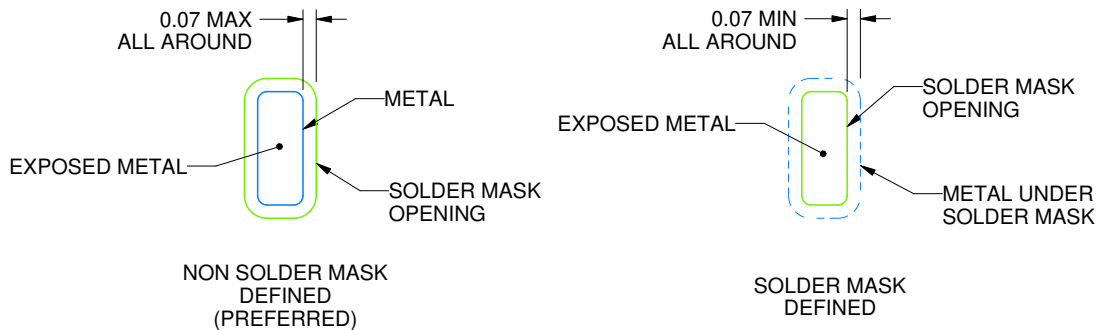 0.07 MAX
ALL AROUND
METAL
EXPOSED METAL
SOLDER MASK
OPENING
NON SOLDER MASK
DEFINED
(PREFERRED)
0.07 MIN
ALL AROUND
SOLDER MASK
OPENING
EXPOSED METAL
METAL UNDER
SOLDER MASK
SOLDER MASK
DEFINED